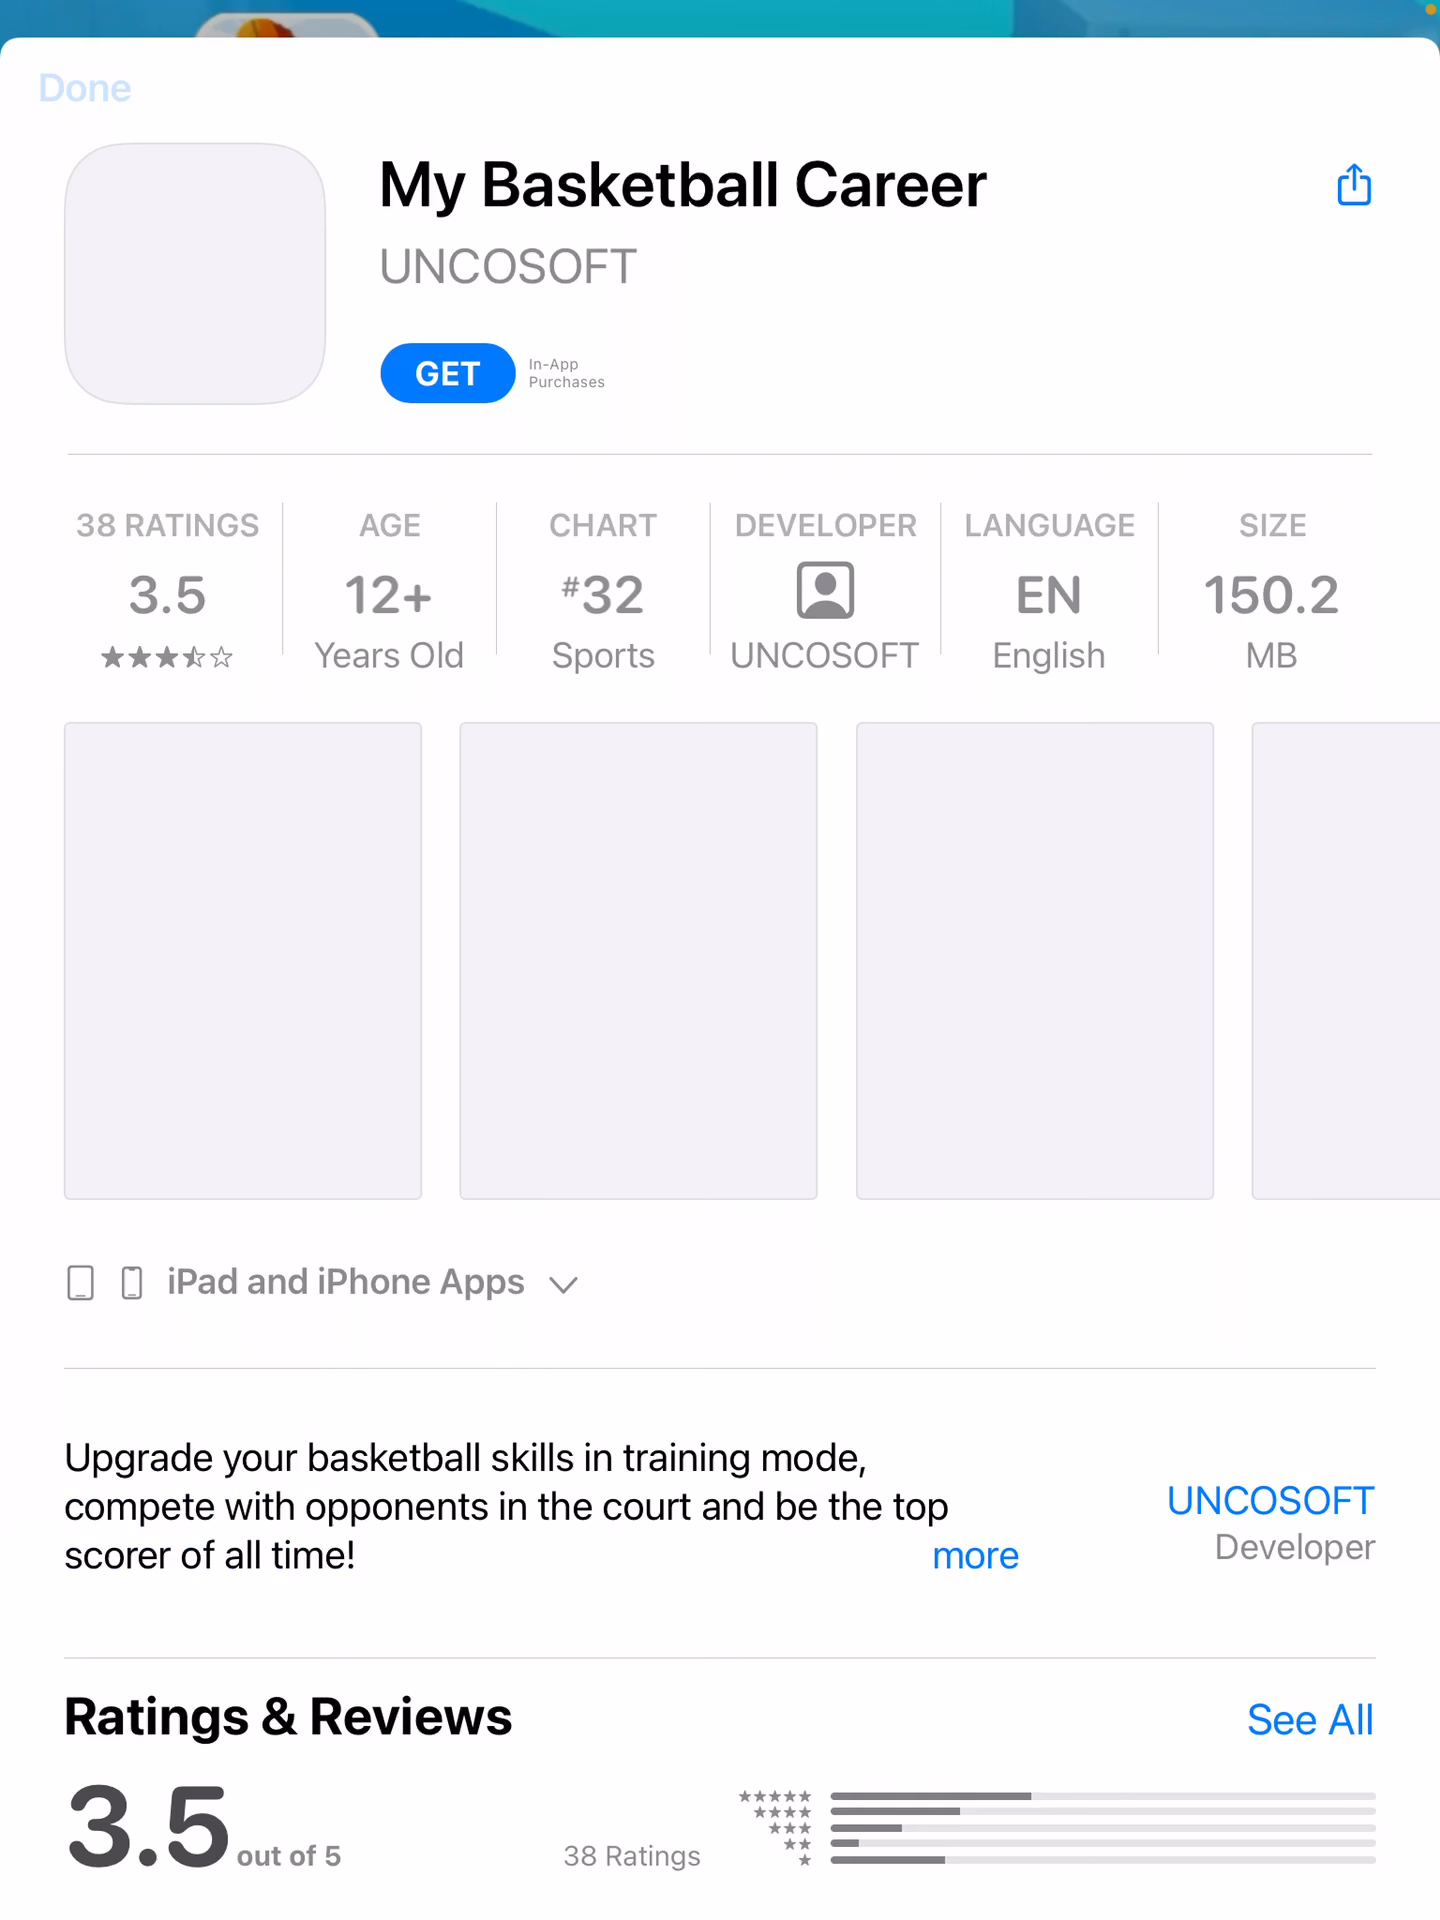 Done
My Basketball Career
UNCOSOFT
GET
In-App
Purchases
38 RATINGS
3.5
AGE
12+
Years Old
CHART
#32
Sports
DEVELOPER
UNCOSOFT
LANGUAGE
EN
English
SIZE
150.2
MB
iPad and iPhone Apps
Upgrade your basketball skills in training mode,
compete with opponents in the court and be the top
scorer of all time!
more
UNCOSOFT
Developer
Ratings & Reviews
See All
3.5 out of 5
38 Ratings